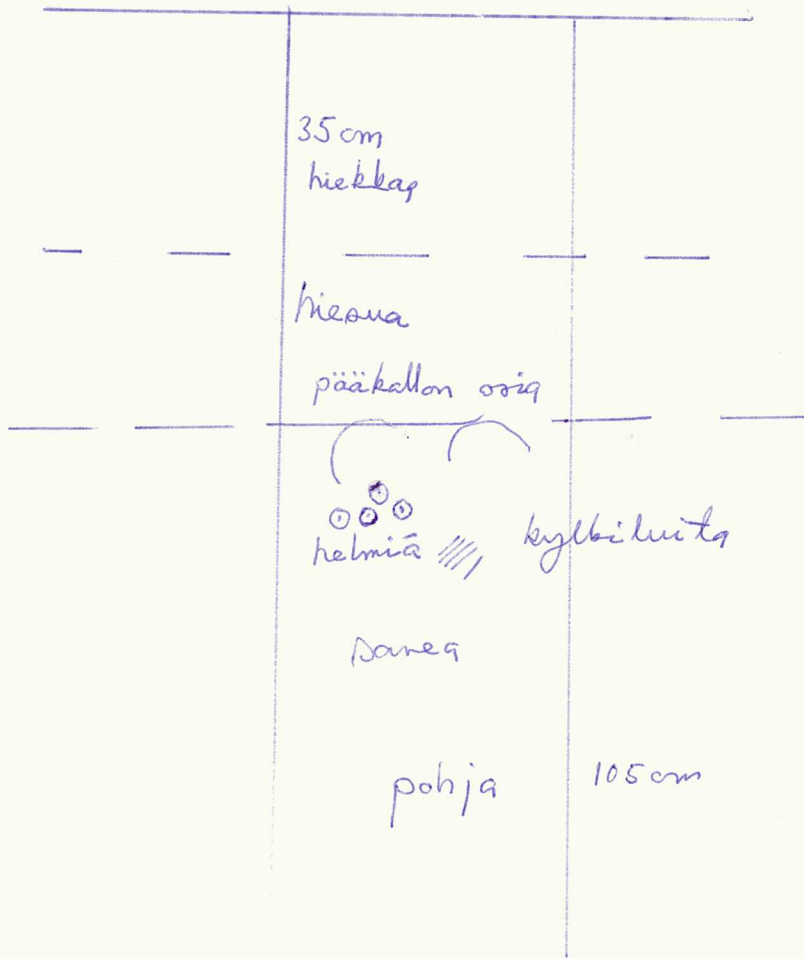 35 cm
hiekkaa
hiesua
pääkallon osia
helmiä
kylkiluita
savea
pohja
105 cm